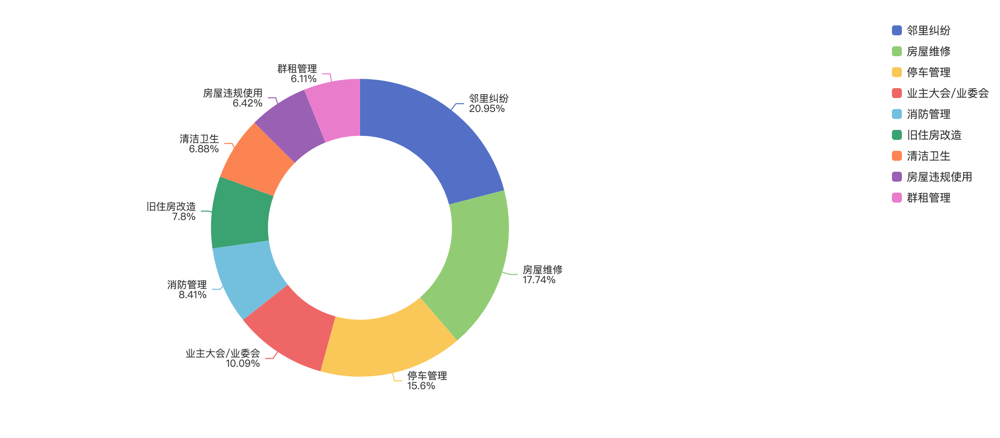 群租管理
6.11%
房屋违规使用
6.42%
邻里纠纷
20.95%
清洁卫生
6.88%
旧住房改造
7.8%
房屋维修
17.74%
消防管理
8.41%
业主大会/业委会
10.09%
停车管理
15.6%
邻里纠纷
房屋维修
停车管理
业主大会/业委会
消防管理
旧住房改造
清洁卫生
房屋违规使用
群租管理